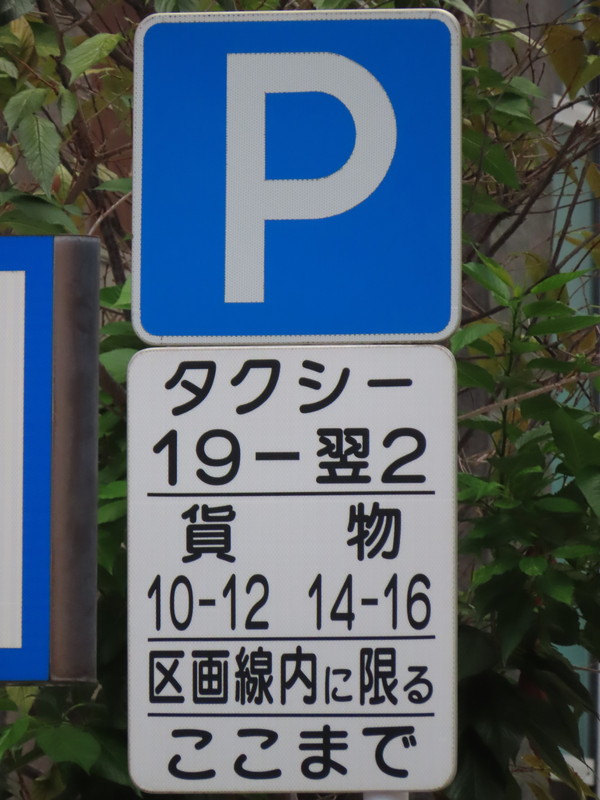 P
タクシー
19-翌2
貨 物
10-12 14-16
区画線内に限る
ここまで